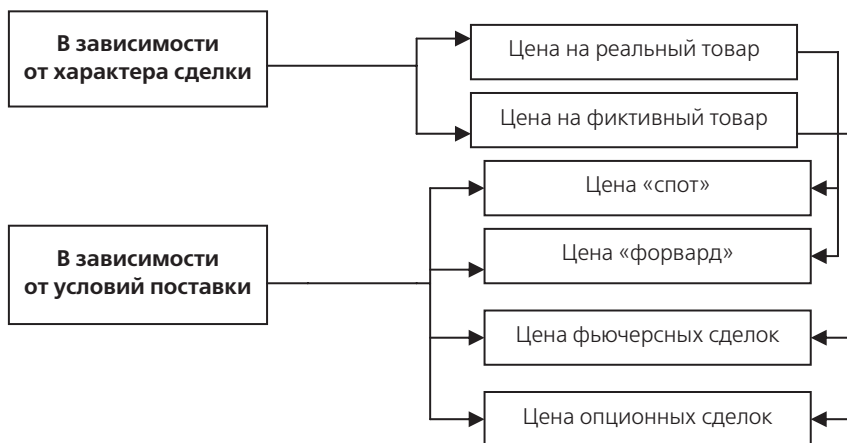 В зависимости
от характера сделки
Цена на реальный товар
Цена на фиктивный товар
Цена «спот»
В зависимости
от условий поставки
Цена «форвард»
Цена фьючерсных сделок
Цена опционных сделок